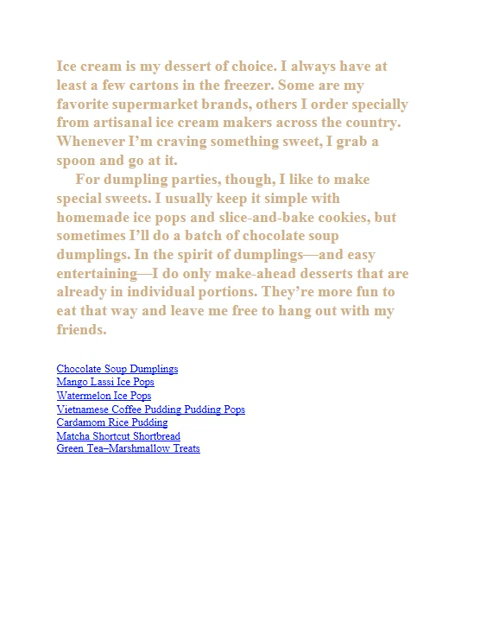 Ice cream is my dessert of choice. I always have at
least a few cartons in the freezer. Some are my
favorite supermarket brands, others I order specially
from artisanal ice cream makers across the country.
Whenever I’m craving something sweet, I grab a
spoon and go at it.
For dumpling parties, though, I like to make
special sweets. I usually keep it simple with
homemade ice pops and slice-and-bake cookies, but
sometimes I’ll do a batch of chocolate soup
dumplings. In the spirit of dumplings—and easy
entertaining—I do only make-ahead desserts that are
already in individual portions. They’re more fun to
eat that way and leave me free to hang out with my
friends.
Chocolate Soup Dumplings
Mango Lassi Ice Pops
Watermelon Ice Pops
Vietnamese Coffee Pudding Pudding Pops
Cardamom Rice Pudding
Matcha Shortcut Shortbread
Green Tea–Marshmallow Treats